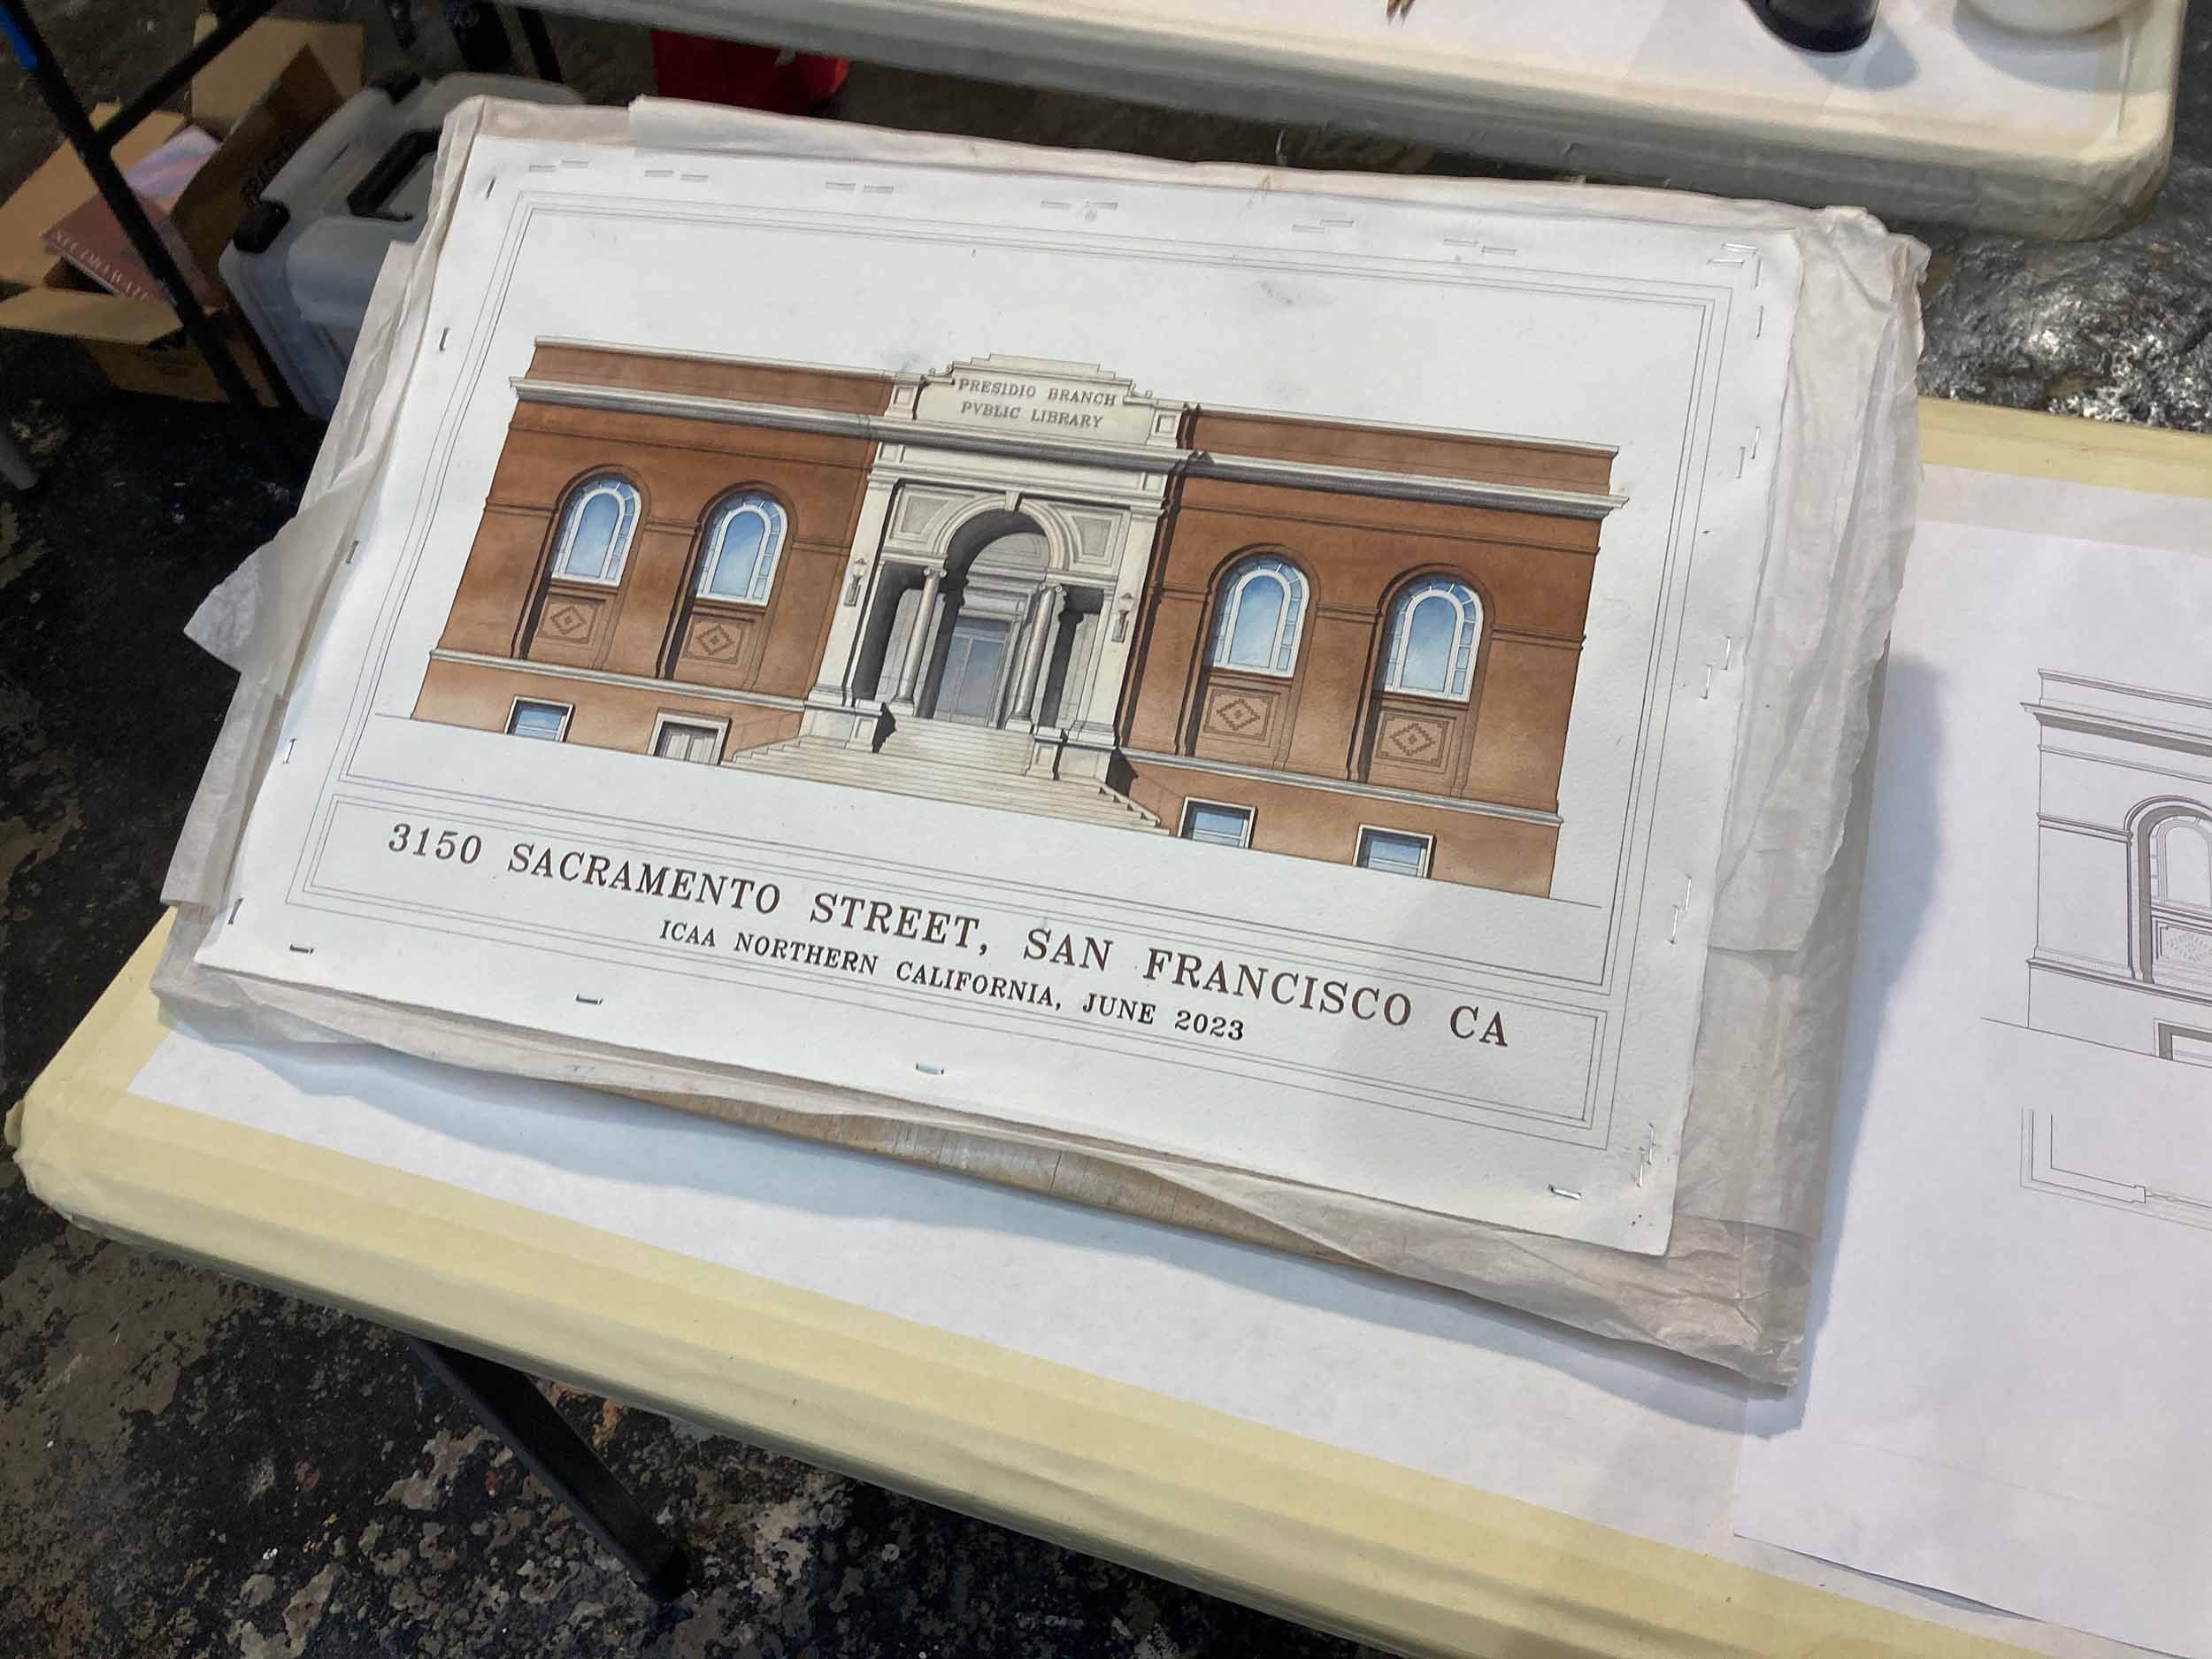 PRESIDIO BRANCH
PVBLIC LIBRARY
3150 SACRAMENTO STREET, SAN FRANCISCO CA
ICAA NORTHERN CALIFORNIA, JUNE 2023